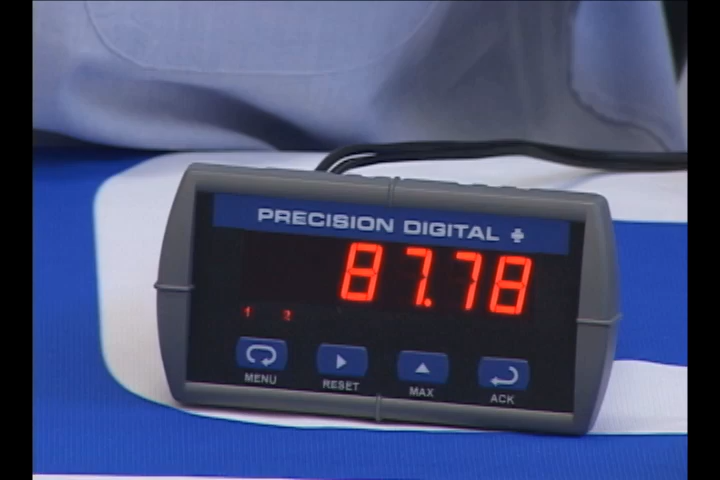 PRECISION DIGITAL
87.78
1 2
MENU RESET MAX ACK